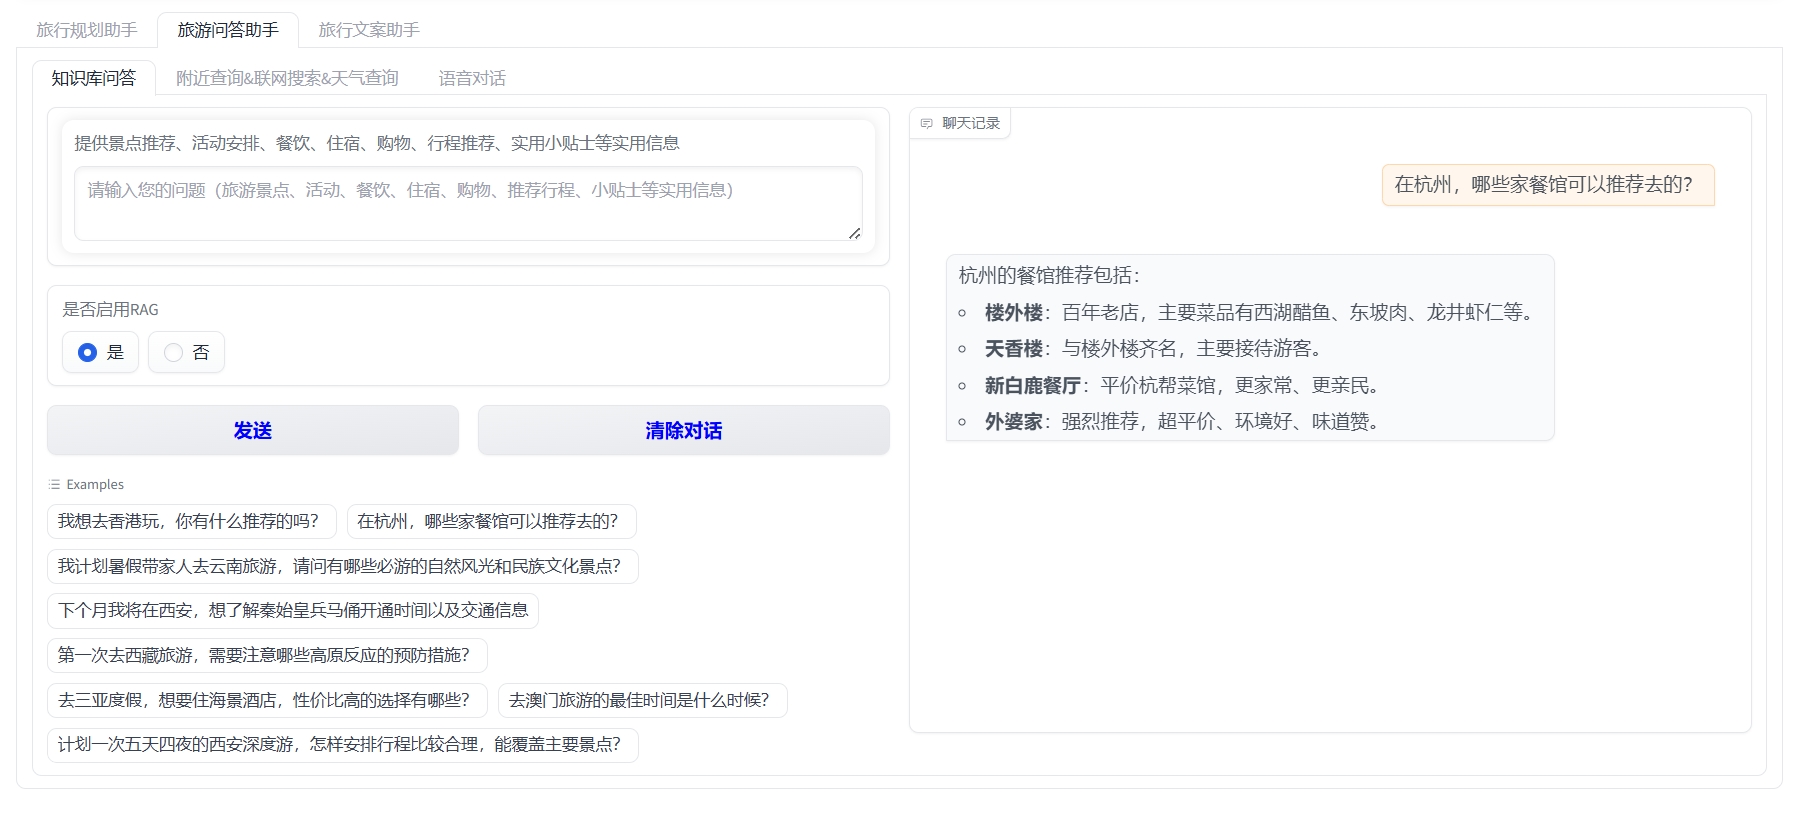 旅行规划助手
旅游问答助手
旅行文案助手
知识库问答
附近查询&联网搜索&天气查询
语音对话
提供景点推荐、活动安排、餐饮、住宿、购物、行程推荐、实用小贴士等实用信息
请输入您的问题（旅游景点、活动、餐饮、住宿、购物、推荐行程、小贴士等实用信息）
是否启用RAG
是
否
发送
清除对话
Examples
我想去香港玩，你有什么推荐的吗？
在杭州，哪些家餐馆可以推荐去的？
我计划暑假带家人去云南旅游，请问有哪些必游的自然风光和民族文化景点？
下个月我将在西安，想了解秦始皇兵马俑开通时间以及交通信息
第一次去西藏旅游，需要注意哪些高原反应的预防措施？
去三亚度假，想要住海景酒店，性价比高的选择有哪些？
去澳门旅游的最佳时间是什么时候？
计划一次五天四夜的西安深度游，怎样安排行程比较合理，能覆盖主要景点？
聊天记录
在杭州，哪些家餐馆可以推荐去的？
杭州的餐馆推荐包括：
楼外楼：百年老店，主要菜品有西湖醋鱼、东坡肉、龙井虾仁等。
天香楼：与楼外楼齐名，主要接待游客。
新白鹿餐厅：平价杭帮菜馆，更家常、更亲民。
外婆家：强烈推荐，超平价、环境好、味道赞。